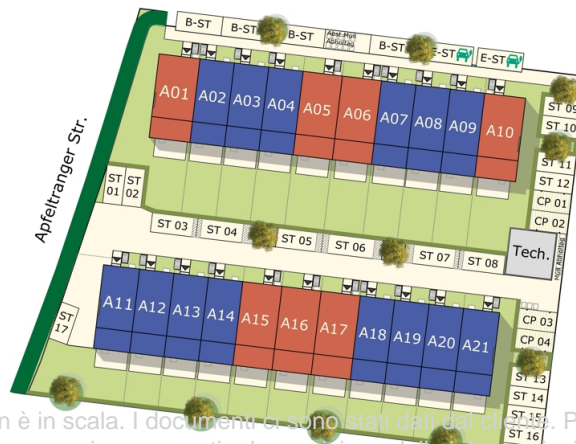 B-ST
B-ST
B-ST
Abst.Müll
Abholtag
B-ST
E-ST
E-ST
A01
A02
A03
A04
A05
A06
A07
A08
A09
A10
ST 09
ST 10
ST 11
ST 12
CP 01
CP 02
Apfeltranger Str.
ST
01
ST
02
ST 03
ST 04
ST 05
ST 06
ST 07
ST 08
Tech.
Müll Abholtag
A11
A12
A13
A14
A15
A16
A17
A18
A19
A20
A21
ST
17
CP 03
CP 04
ST 13
ST 14
ST 15
ST 16
n è in scala. I documenti ci sono stati dati dal cliente. P